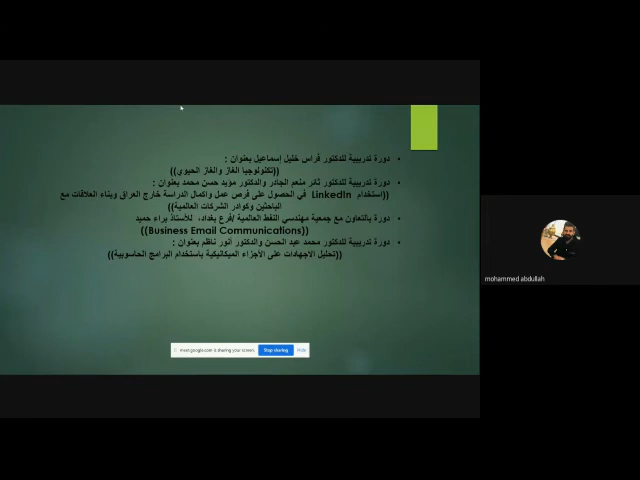 • دورة تدريبية للدكتور فراس خليل إسماعيل بعنوان :
((تكنولوجيا الغاز والغاز الحيوي))
• دورة تدريبية للدكتور ثائر منعم الجادر والدكتور مؤيد حسن محمد بعنوان :
((استخدام LinkedIn في الحصول على فرص عمل واكمال الدراسة خارج العراق وبناء العلاقات مع
الباحثين وكوادر الشركات العالمية))
• دورة بالتعاون مع جمعية مهندسي النفط العالمية /فرع بغداد، للأستاذ براء حميد
((Business Email Communications))
• دورة تدريبية للدكتور محمد عبد الحسن والدكتور أنور ناظم بعنوان :
((تحليل الاجهادات على الأجزاء الميكانيكية باستخدام البرامج الحاسوبية))
meet.google.com is sharing your screen. Stop sharing Hide
mohammed abdullah